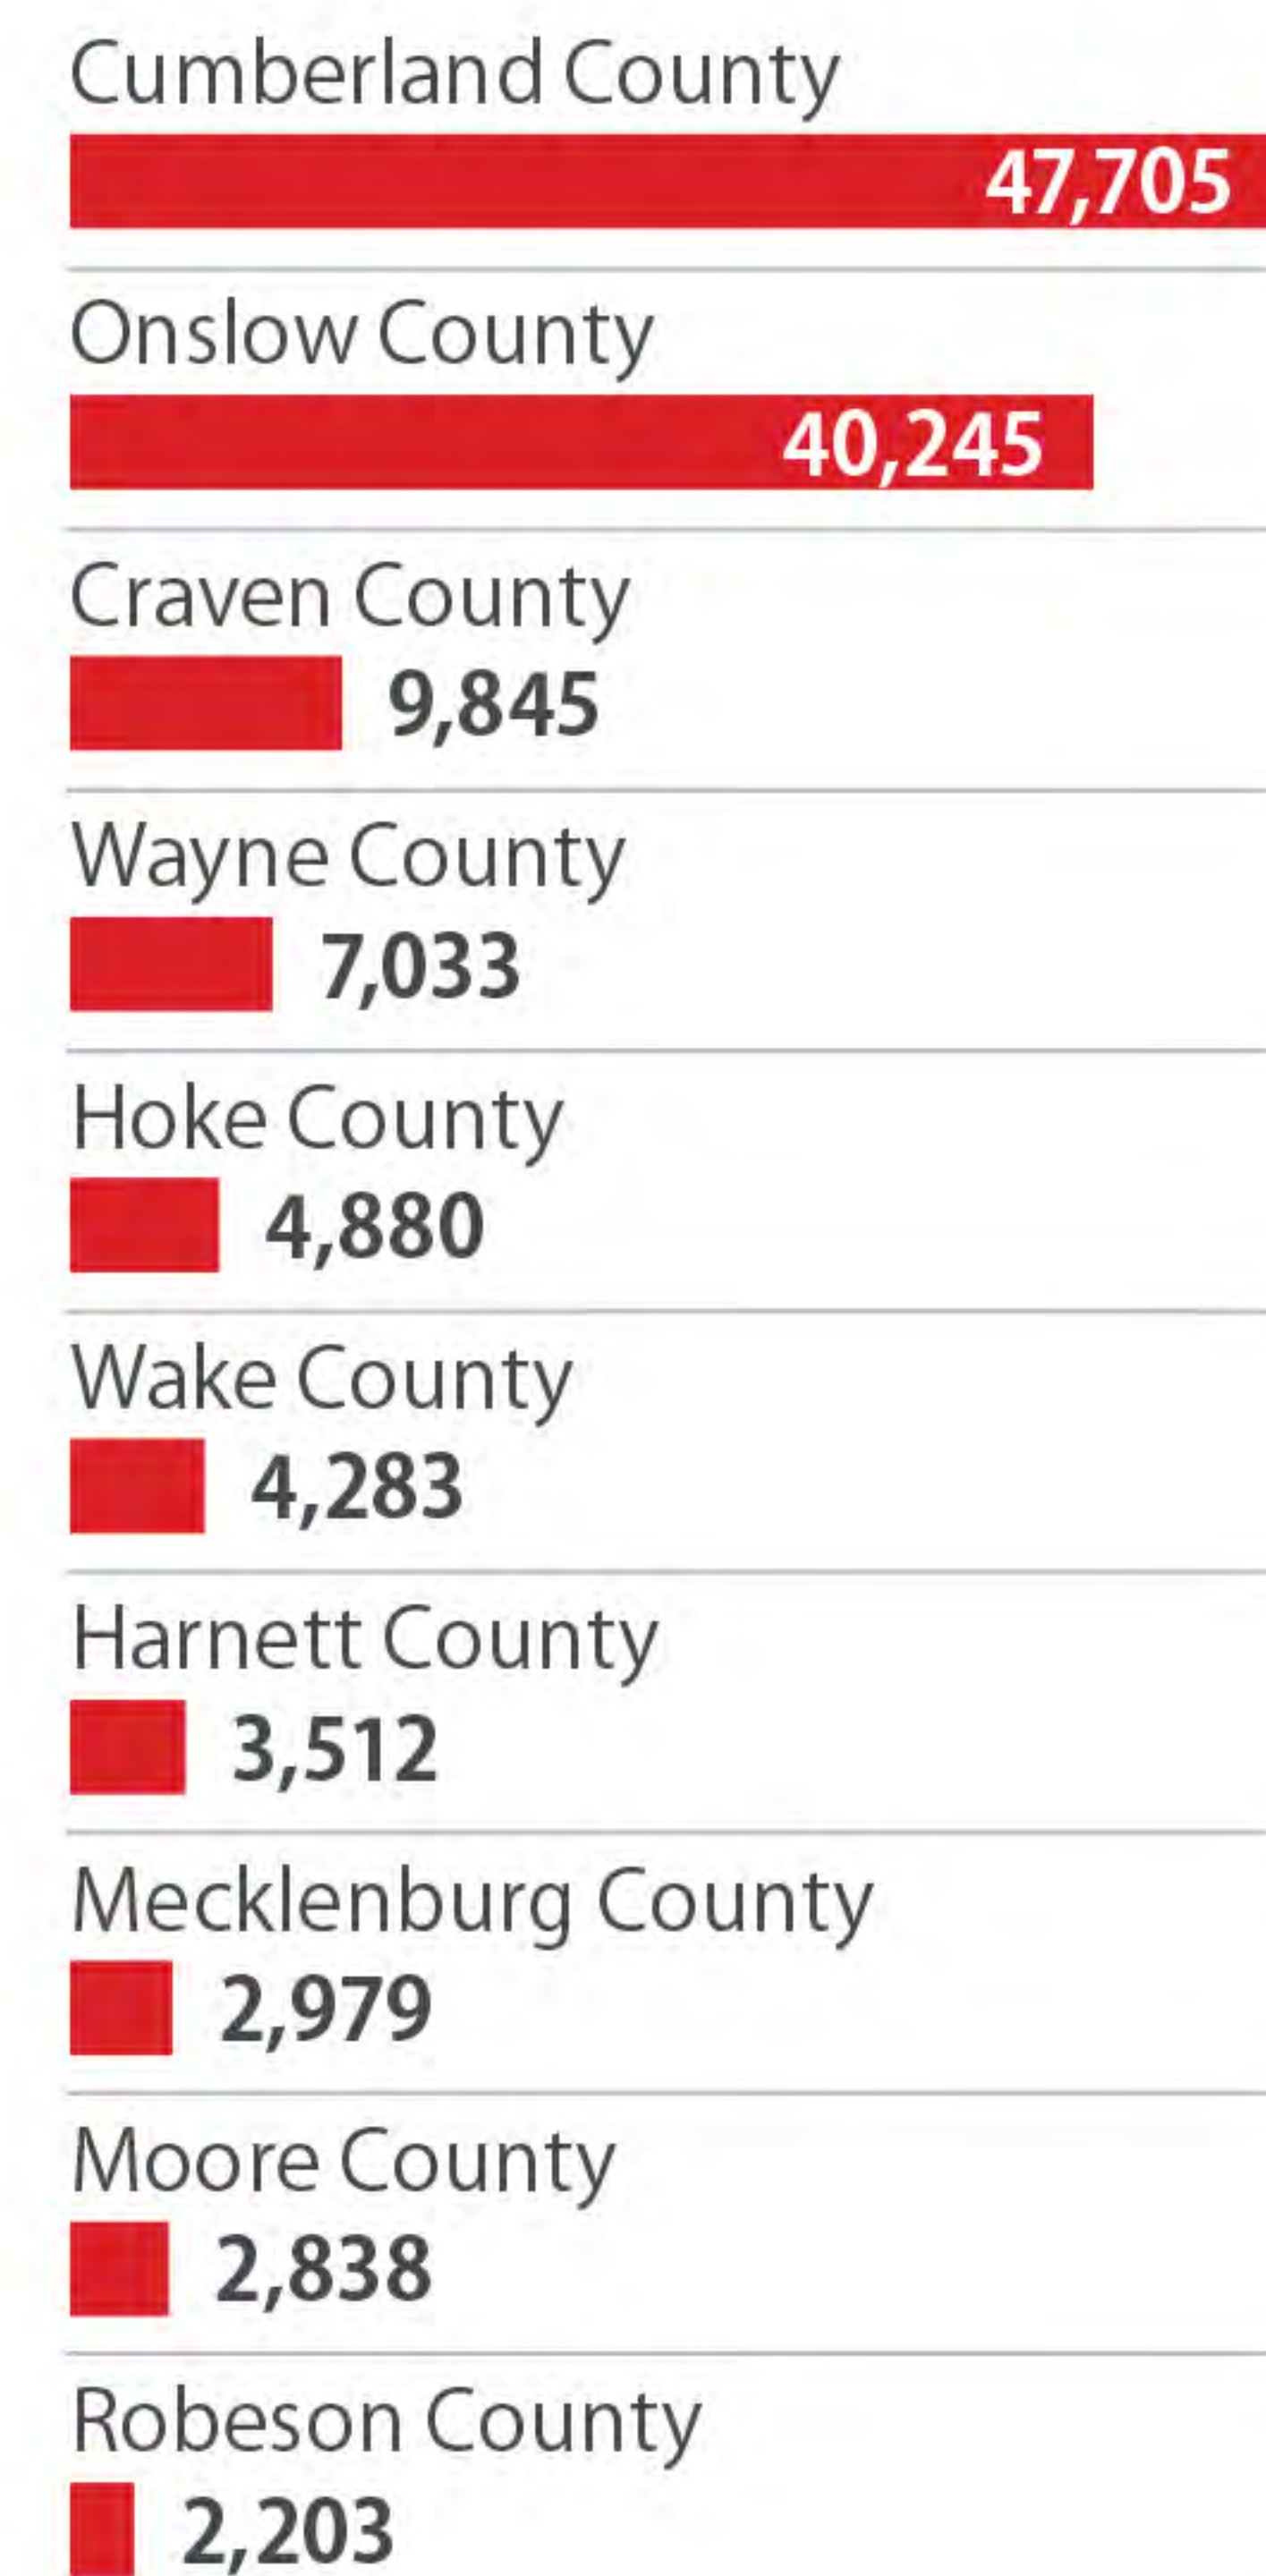 Cumberland County
47,705
Onslow County
40,245
Craven County
9,845
Wayne County
7,033
Hoke County
4,880
Wake County
4,283
Harnett County
3,512
Mecklenburg County
2,979
Moore County
2,838
Robeson County
2,203